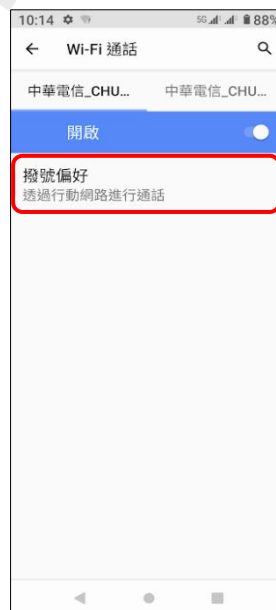 10:14 5G 88%
Wi-Fi 通話
中華電信_CHU... 中華電信_CHU...
開啟
撥號偏好
透過行動網路進行通話